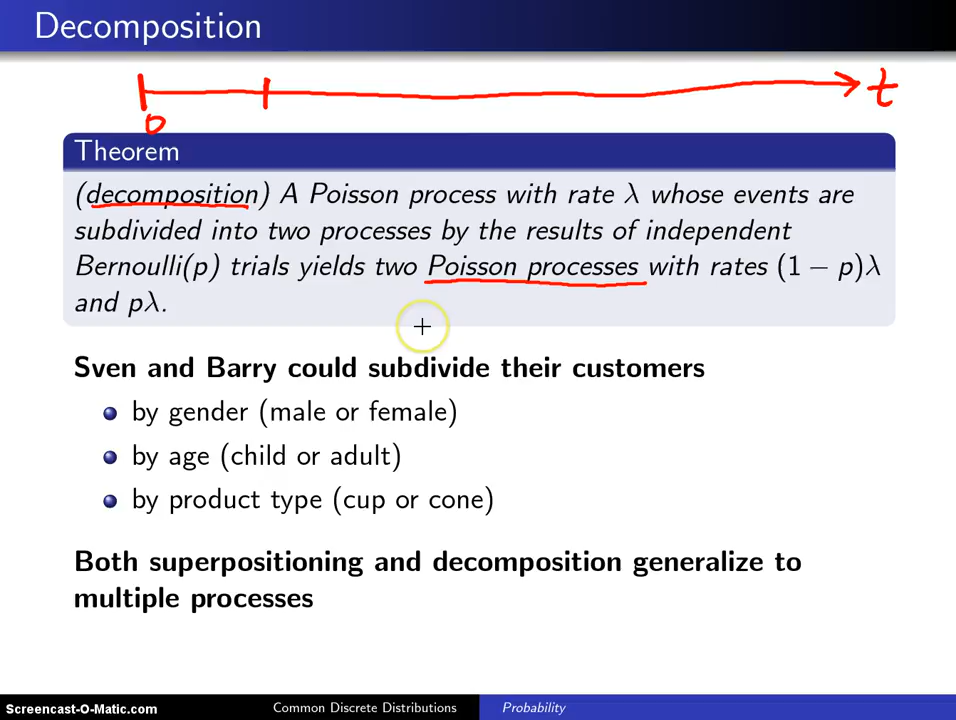 Decomposition
t
0
Theorem
(decomposition) A Poisson process with rate λ whose events are
subdivided into two processes by the results of independent
Bernoulli(p) trials yields two Poisson processes with rates (1 − p)λ
and pλ.
Sven and Barry could subdivide their customers
by gender (male or female)
by age (child or adult)
by product type (cup or cone)
Both superpositioning and decomposition generalize to
multiple processes
Screencast-O-Matic.com Common Discrete Distributions Probability